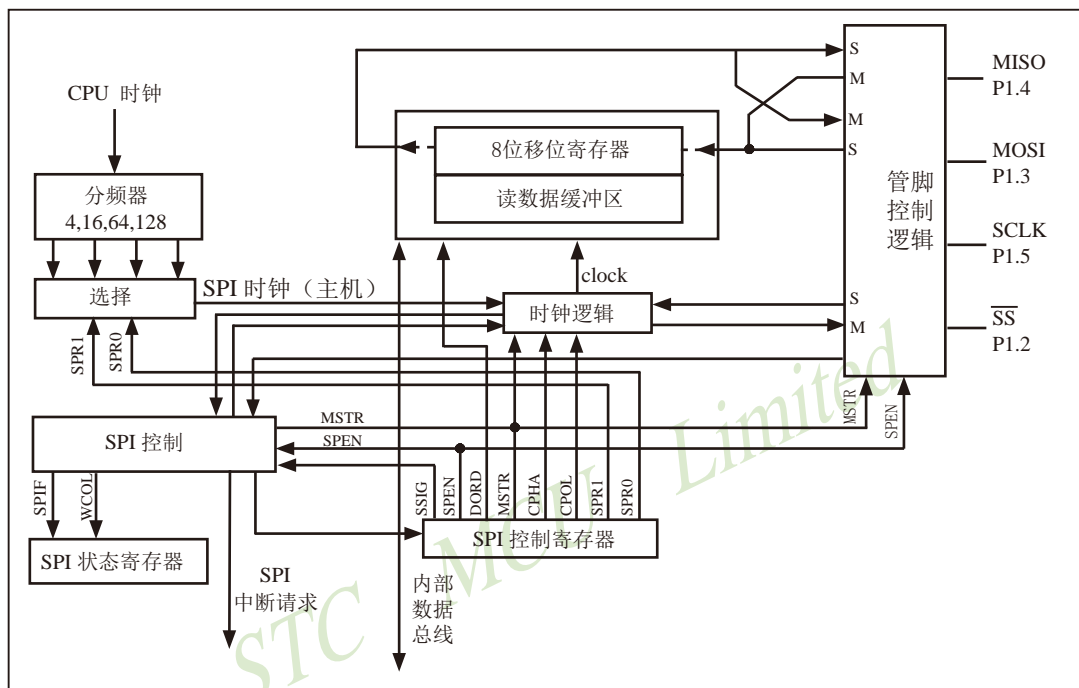 CPU 时钟
分频器
4,16,64,128
选择
SPR1
SPR0
SPI 时钟（主机）
8位移位寄存器
读数据缓冲区
clock
时钟逻辑
S
M
M
S
S
M
管脚
控制
逻辑
MISO
P1.4
MOSI
P1.3
SCLK
P1.5
SS
P1.2
MSTR
SPEN
SPI 控制
MSTR
SPEN
SPIF
WCOL
SSIG
SPEN
DORD
MSTR
CPHA
CPOL
SPR1
SPR0
SPI 控制寄存器
SPI 状态寄存器
SPI
中断请求
内部
数据
总线
STC MCU Limited